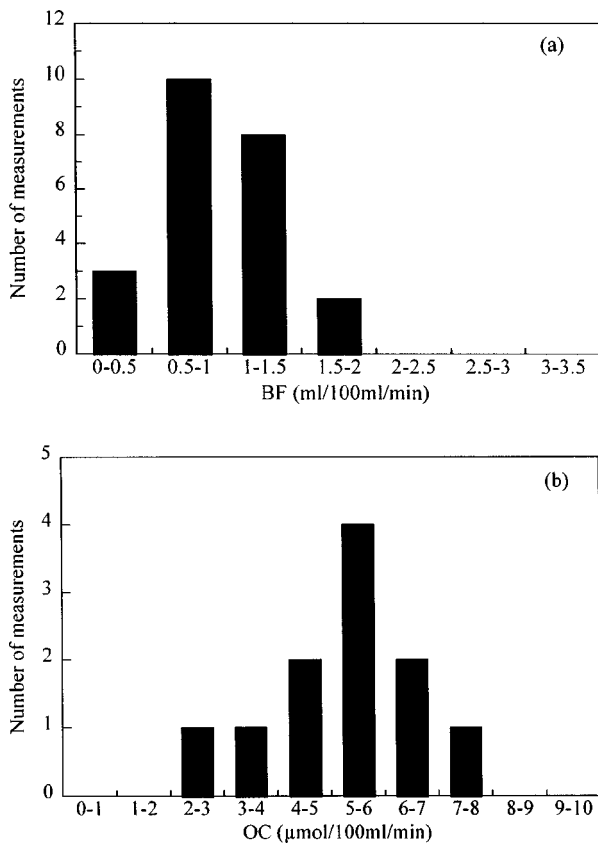 (a)
Number of measurements
12
10
8
6
4
2
0
0-0.5 0.5-1 1-1.5 1.5-2 2-2.5 2.5-3 3-3.5
BF (ml/100ml/min)
(b)
Number of measurements
5
4
3
2
1
0
0-1 1-2 2-3 3-4 4-5 5-6 6-7 7-8 8-9 9-10
OC (µmol/100ml/min)